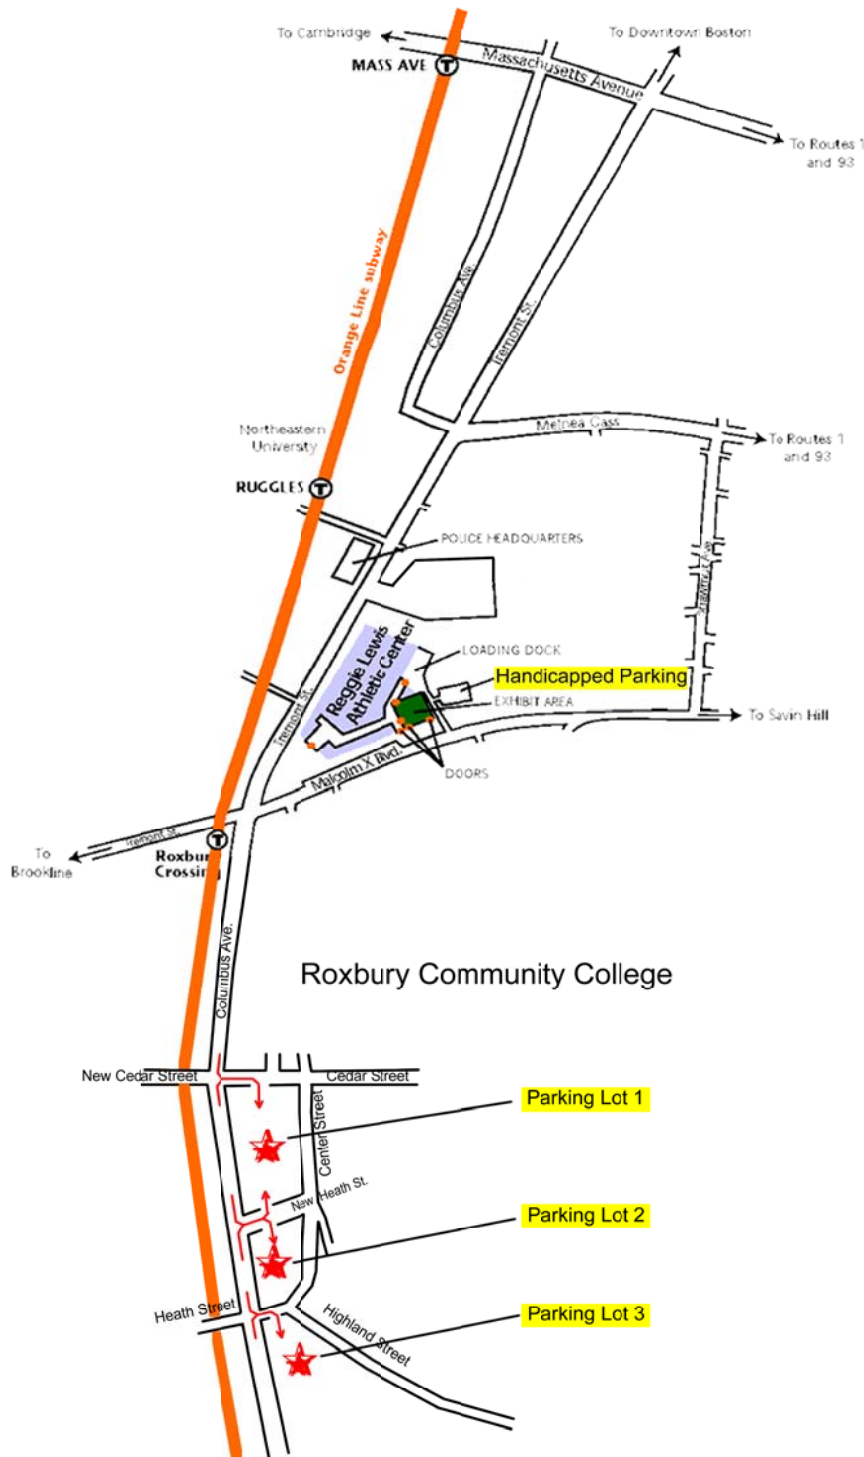 To Cambridge
To Downtown Boston
MASS AVE
T
Massachusetts Avenue
To Routes 1
and 93
Orange Line subway
Columbus Ave.
Tremont St.
Northeastern
University
Melnea Cass
To Routes 1
and 93
RUGGLES
T
POLICE HEADQUARTERS
Shawmut Ave
Reggie Lewis
Athletic Center
LOADING DOCK
Handicapped Parking
EXHIBIT AREA
Tremont St.
To Savin Hill
Malcolm X Blvd.
DOORS
Tremont St.
T
To
Brookline
Roxbury
Crossing
Columbus Ave.
Roxbury Community College
New Cedar Street
Cedar Street
Parking Lot 1
Center Street
New Heath St.
Parking Lot 2
Heath Street
Highland Street
Parking Lot 3